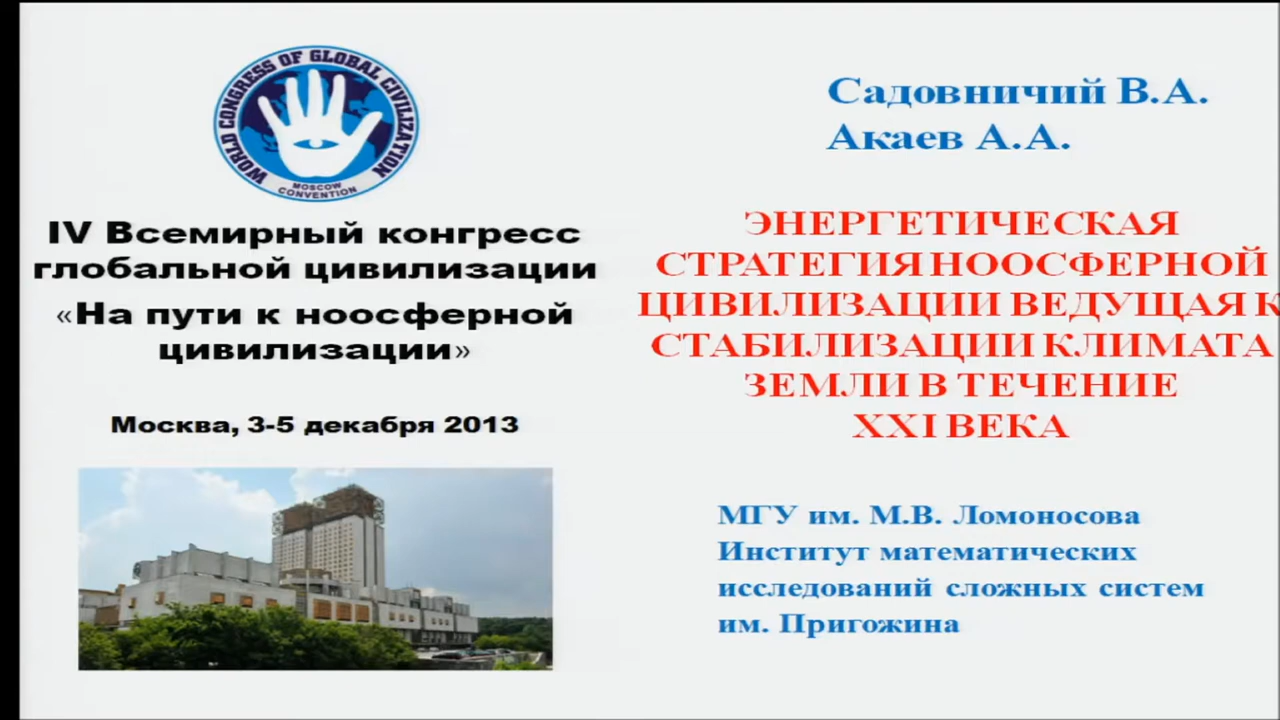 WORLD CONGRESS OF GLOBAL CIVILIZATION
MOSCOW
CONVENTION
IV Всемирный конгресс
глобальной цивилизации
«На пути к ноосферной
цивилизации»
Москва, 3-5 декабря 2013
Садовничий В.А.
Акаев А.А.
ЭНЕРГЕТИЧЕСКАЯ
СТРАТЕГИЯ НООСФЕРНОЙ
ЦИВИЛИЗАЦИИ ВЕДУЩАЯ К
СТАБИЛИЗАЦИИ КЛИМАТА
ЗЕМЛИ В ТЕЧЕНИЕ
XXI ВЕКА
МГУ им. М.В. Ломоносова
Институт математических
исследований сложных систем
им. Пригожина